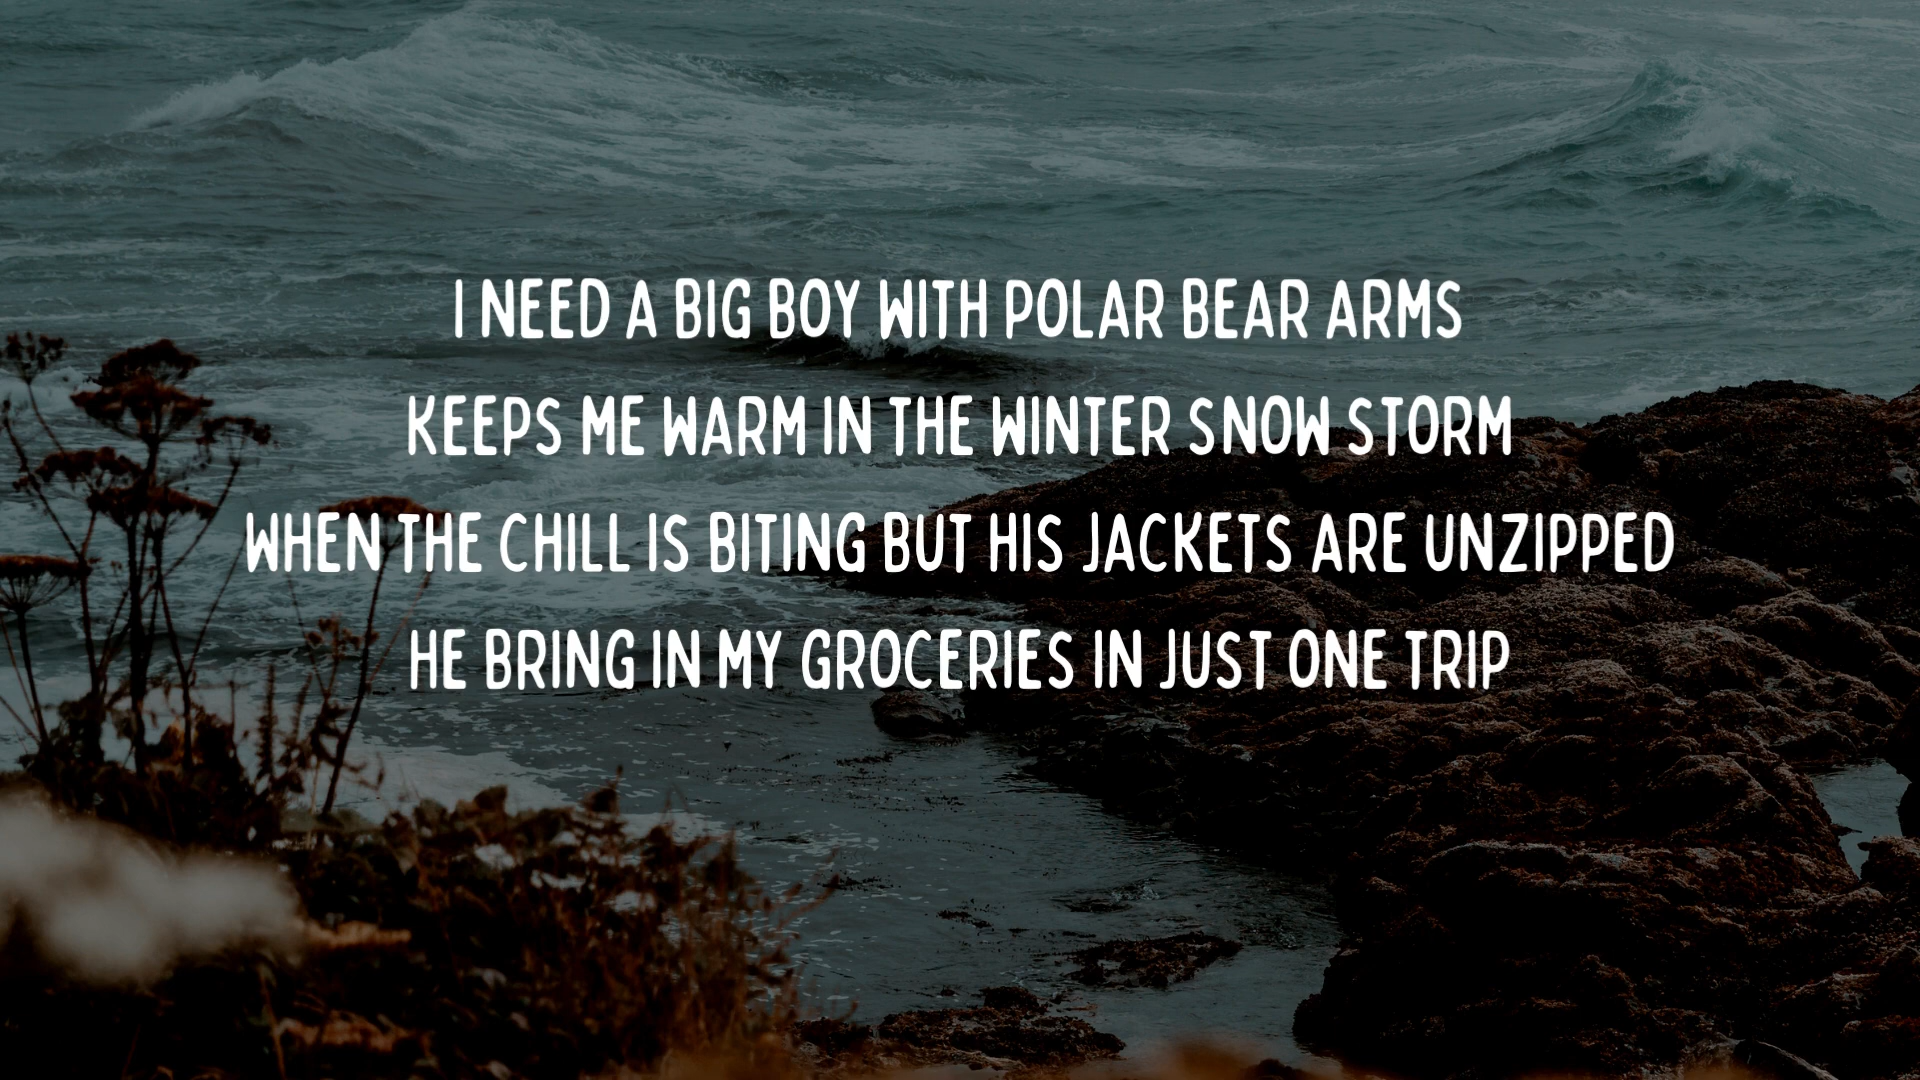 I NEED A BIG BOY WITH POLAR BEAR ARMS
KEEPS ME WARM IN THE WINTER SNOW STORM
WHEN THE CHILL IS BITING BUT HIS JACKETS ARE UNZIPPED
HE BRING IN MY GROCERIES IN JUST ONE TRIP